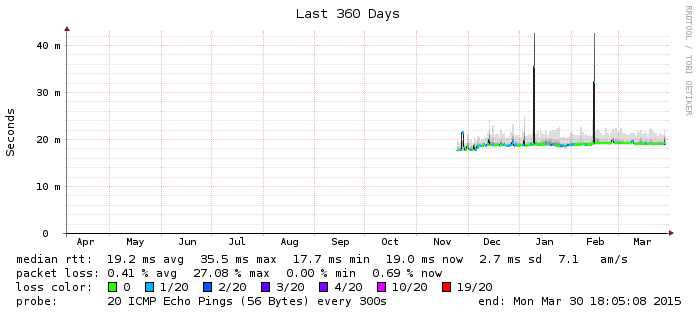 Last 360 Days
RRDTOOL / TOBI OETIKER
Seconds
40 m
30 m
20 m
10 m
0
Apr May Jun Jul Aug Sep Oct Nov Dec Jan Feb Mar
median rtt: 19.2 ms avg 35.5 ms max 17.7 ms min 19.0 ms now 2.7 ms sd 7.1 am/s
packet loss: 0.41 % avg 27.08 % max 0.00 % min 0.69 % now
loss color: 0 1/20 2/20 3/20 4/20 10/20 19/20
probe: 20 ICMP Echo Pings (56 Bytes) every 300s end: Mon Mar 30 18:05:08 2015